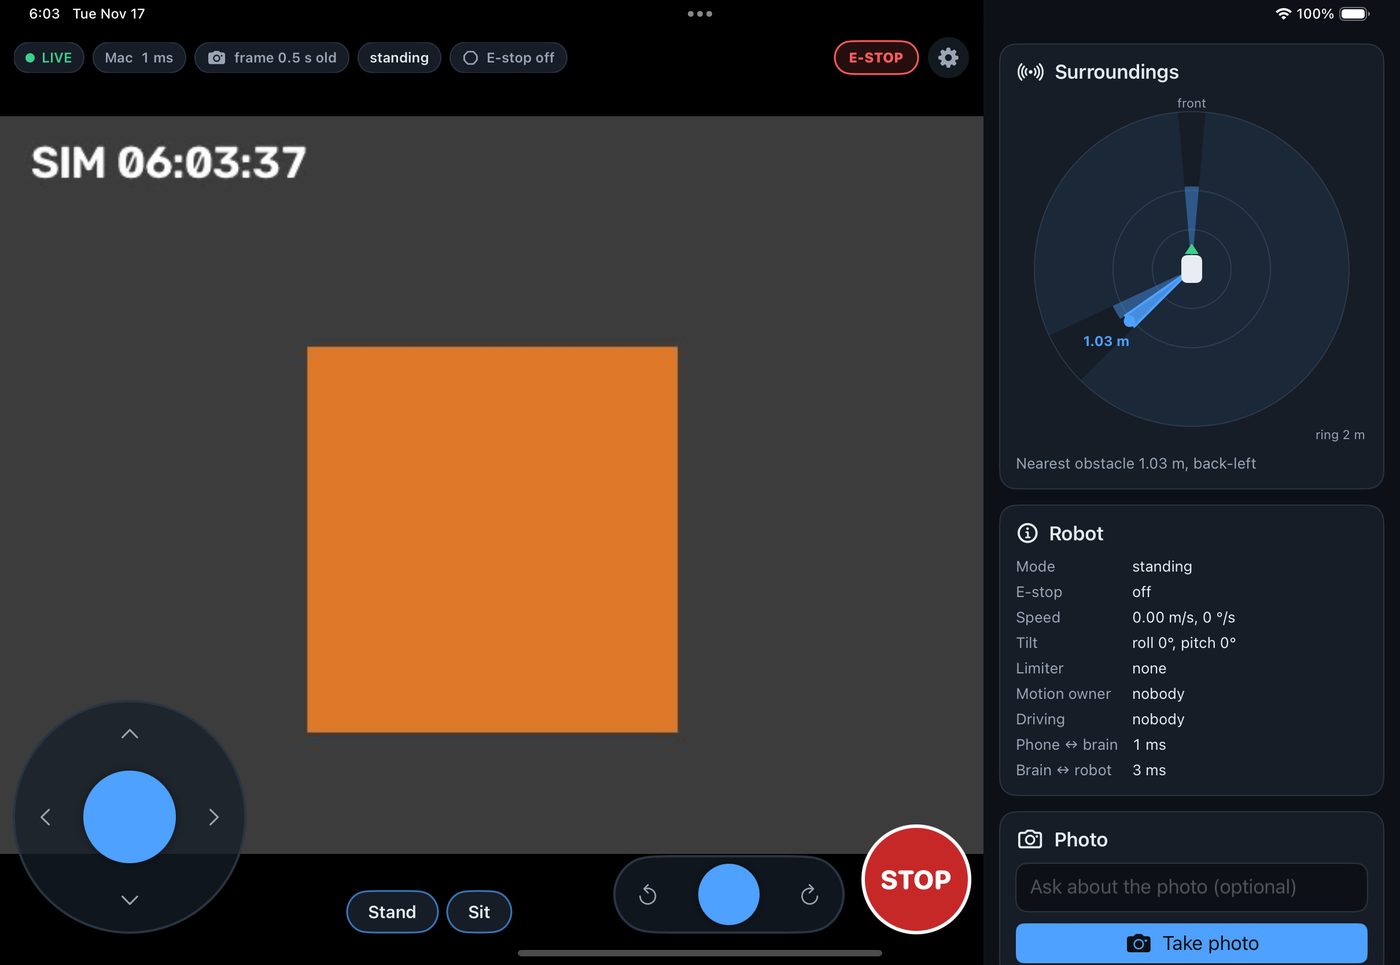 6:03 Tue Nov 17
100%
LIVE
Mac 1 ms
frame 0.5 s old
standing
E-stop off
E-STOP
SIM 06:03:37
Stand
Sit
STOP
Surroundings
front
1.03 m
ring 2 m
Nearest obstacle 1.03 m, back-left
Robot
Mode standing
E-stop off
Speed 0.00 m/s, 0 °/s
Tilt roll 0°, pitch 0°
Limiter none
Motion owner nobody
Driving nobody
Phone ↔ brain 1 ms
Brain ↔ robot 3 ms
Photo
Ask about the photo (optional)
Take photo